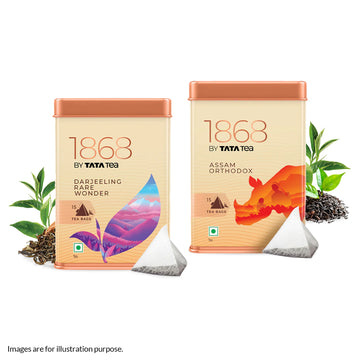 1868
BY TATA TEA
DARJEELING
RARE
WONDER
15
TEA BAGS
1868
BY TATA TEA
ASSAM
ORTHODOX
15
TEA BAGS
Images are for illustration purpose.